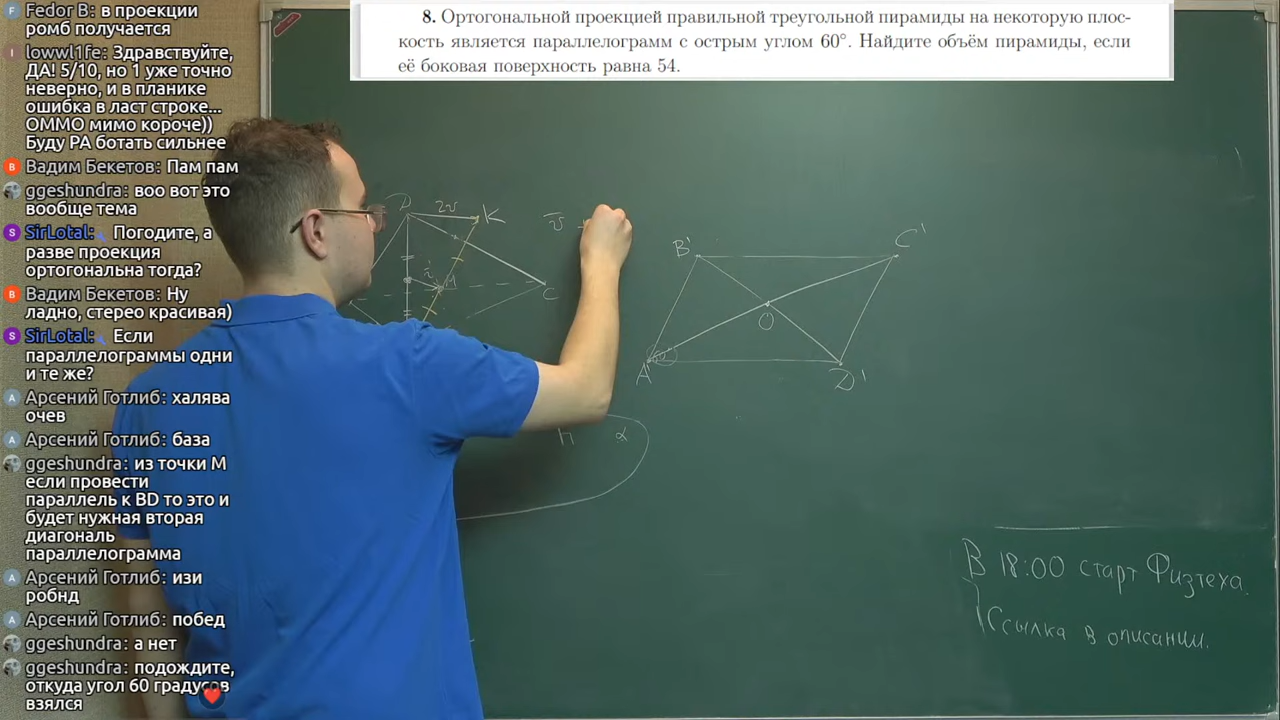 F Fedor B: в проекции
ромб получается
l lowwl1fe: Здравствуйте,
ДА! 5/10, но 1 уже точно
неверно, и в планике
ошибка в ласт строке...
ОММО мимо короче))
Буду РА ботать сильнее
В Вадим Бекетов: Пам пам
ggeshundra: воо вот это
вообще тема
S SirLotal: Погодите, а
разве проекция
ортогональна тогда?
В Вадим Бекетов: Ну
ладно, стерео красивая)
S SirLotal: Если
параллелограммы одни
и те же?
А Арсений Готлиб: халява
очев
А Арсений Готлиб: база
ggeshundra: из точки М
если провести
параллель к BD то это и
будет нужная вторая
диагональ
параллелограмма
А Арсений Готлиб: изи
робнд
А Арсений Готлиб: побед
ggeshundra: а нет
ggeshundra: подождите,
откуда угол 60 градусов
взялся
8. Ортогональной проекцией правильной треугольной пирамиды на некоторую плос-
кость является параллелограмм с острым углом 60°. Найдите объём пирамиды, если
её боковая поверхность равна 54.
D 2v K
M
C
v
α
B' C'
O
A' D'
В 18:00 старт Физтеха.
Ссылка в описании.